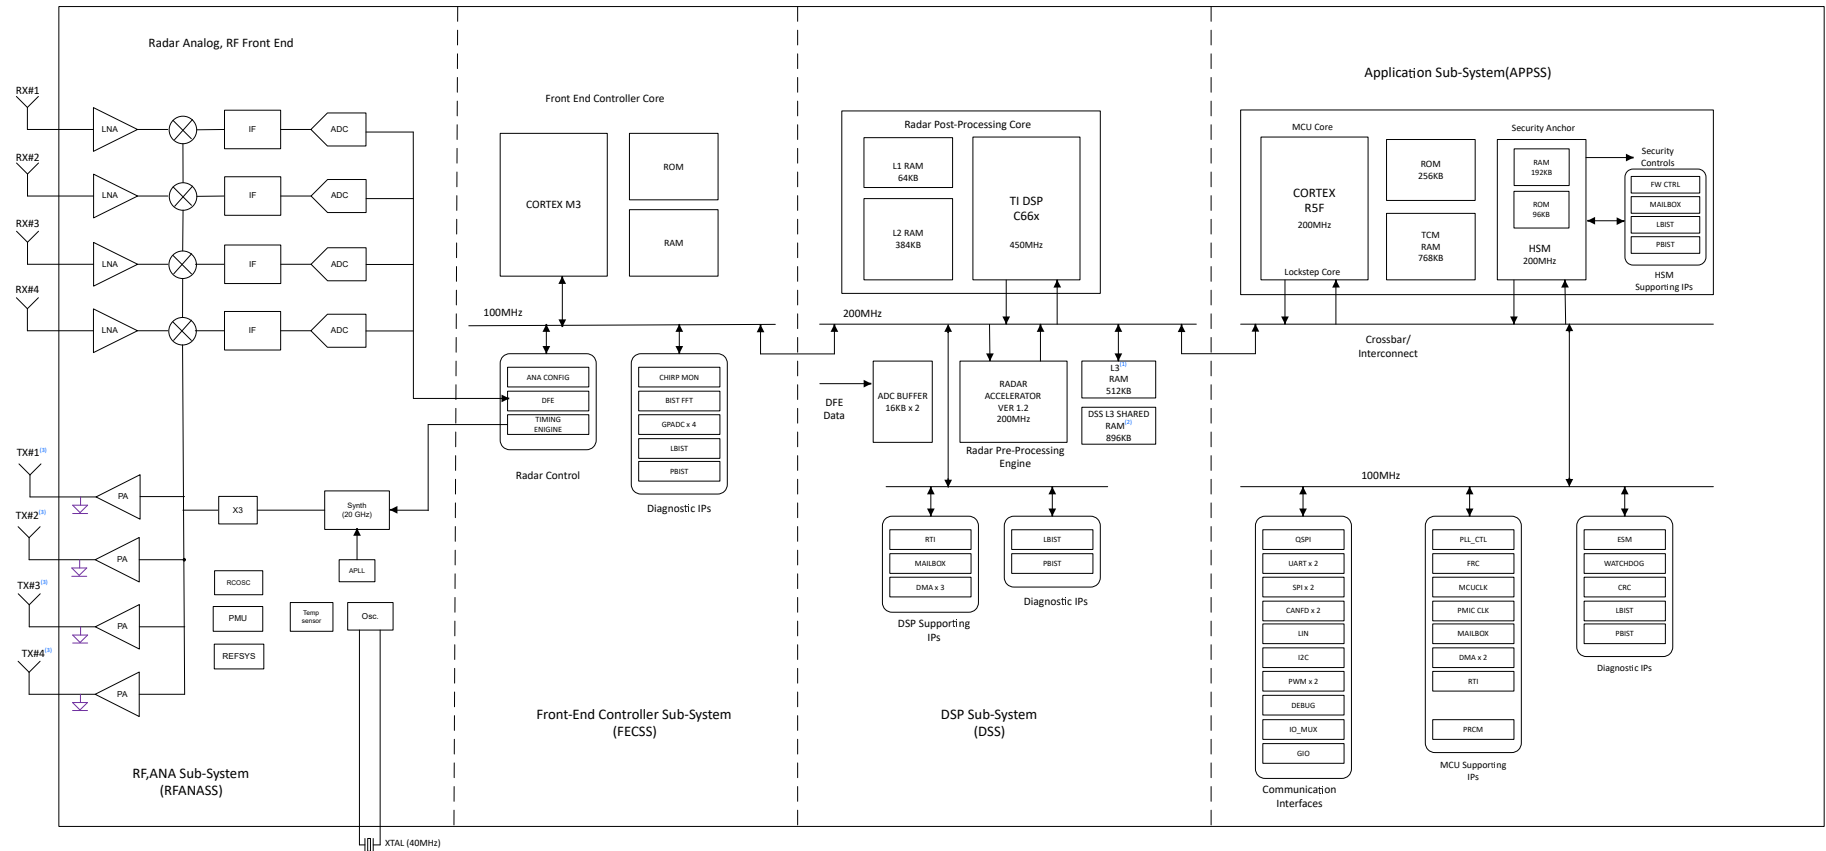 Radar Analog, RF Front End
RX#1
LNA
IF
ADC
RX#2
LNA
IF
ADC
RX#3
LNA
IF
ADC
RX#4
LNA
IF
ADC
TX#1(3)
PA
TX#2(3)
PA
TX#3(3)
PA
TX#4(3)
PA
X3
Synth
(20 GHz)
APLL
RCOSC
PMU
Temp
sensor
Osc.
REFSYS
RF,ANA Sub-System
(RFANASS)
XTAL (40MHz)
Front End Controller Core
CORTEX M3
ROM
RAM
100MHz
ANA CONFIG
DFE
TIMING
ENIGINE
Radar Control
CHIRP MON
BIST FFT
GPADC x 4
LBIST
PBIST
Diagnostic IPs
Front-End Controller Sub-System
(FECSS)
Radar Post-Processing Core
L1 RAM
64KB
L2 RAM
384KB
TI DSP
C66x
450MHz
200MHz
DFE
Data
ADC BUFFER
16KB x 2
RADAR
ACCELERATOR
VER 1.2
200MHz
Radar Pre-Processing
Engine
L3(1)
RAM
512KB
DSS L3 SHARED
RAM(2)
896KB
RTI
MAILBOX
DMA x 3
DSP Supporting
IPs
LBIST
PBIST
Diagnostic IPs
DSP Sub-System
(DSS)
Application Sub-System(APPSS)
MCU Core
CORTEX
R5F
200MHz
Lockstep Core
ROM
256KB
TCM
RAM
768KB
Security Anchor
RAM
192KB
ROM
96KB
HSM
200MHz
Security
Controls
FW CTRL
MAILBOX
LBIST
PBIST
HSM
Supporting IPs
Crossbar/
Interconnect
100MHz
QSPI
UART x 2
SPI x 2
CANFD x 2
LIN
I2C
PWM x 2
DEBUG
IO_MUX
GIO
Communication
Interfaces
PLL_CTL
FRC
MCUCLK
PMIC CLK
MAILBOX
DMA x 2
RTI
PRCM
MCU Supporting
IPs
ESM
WATCHDOG
CRC
LBIST
PBIST
Diagnostic IPs